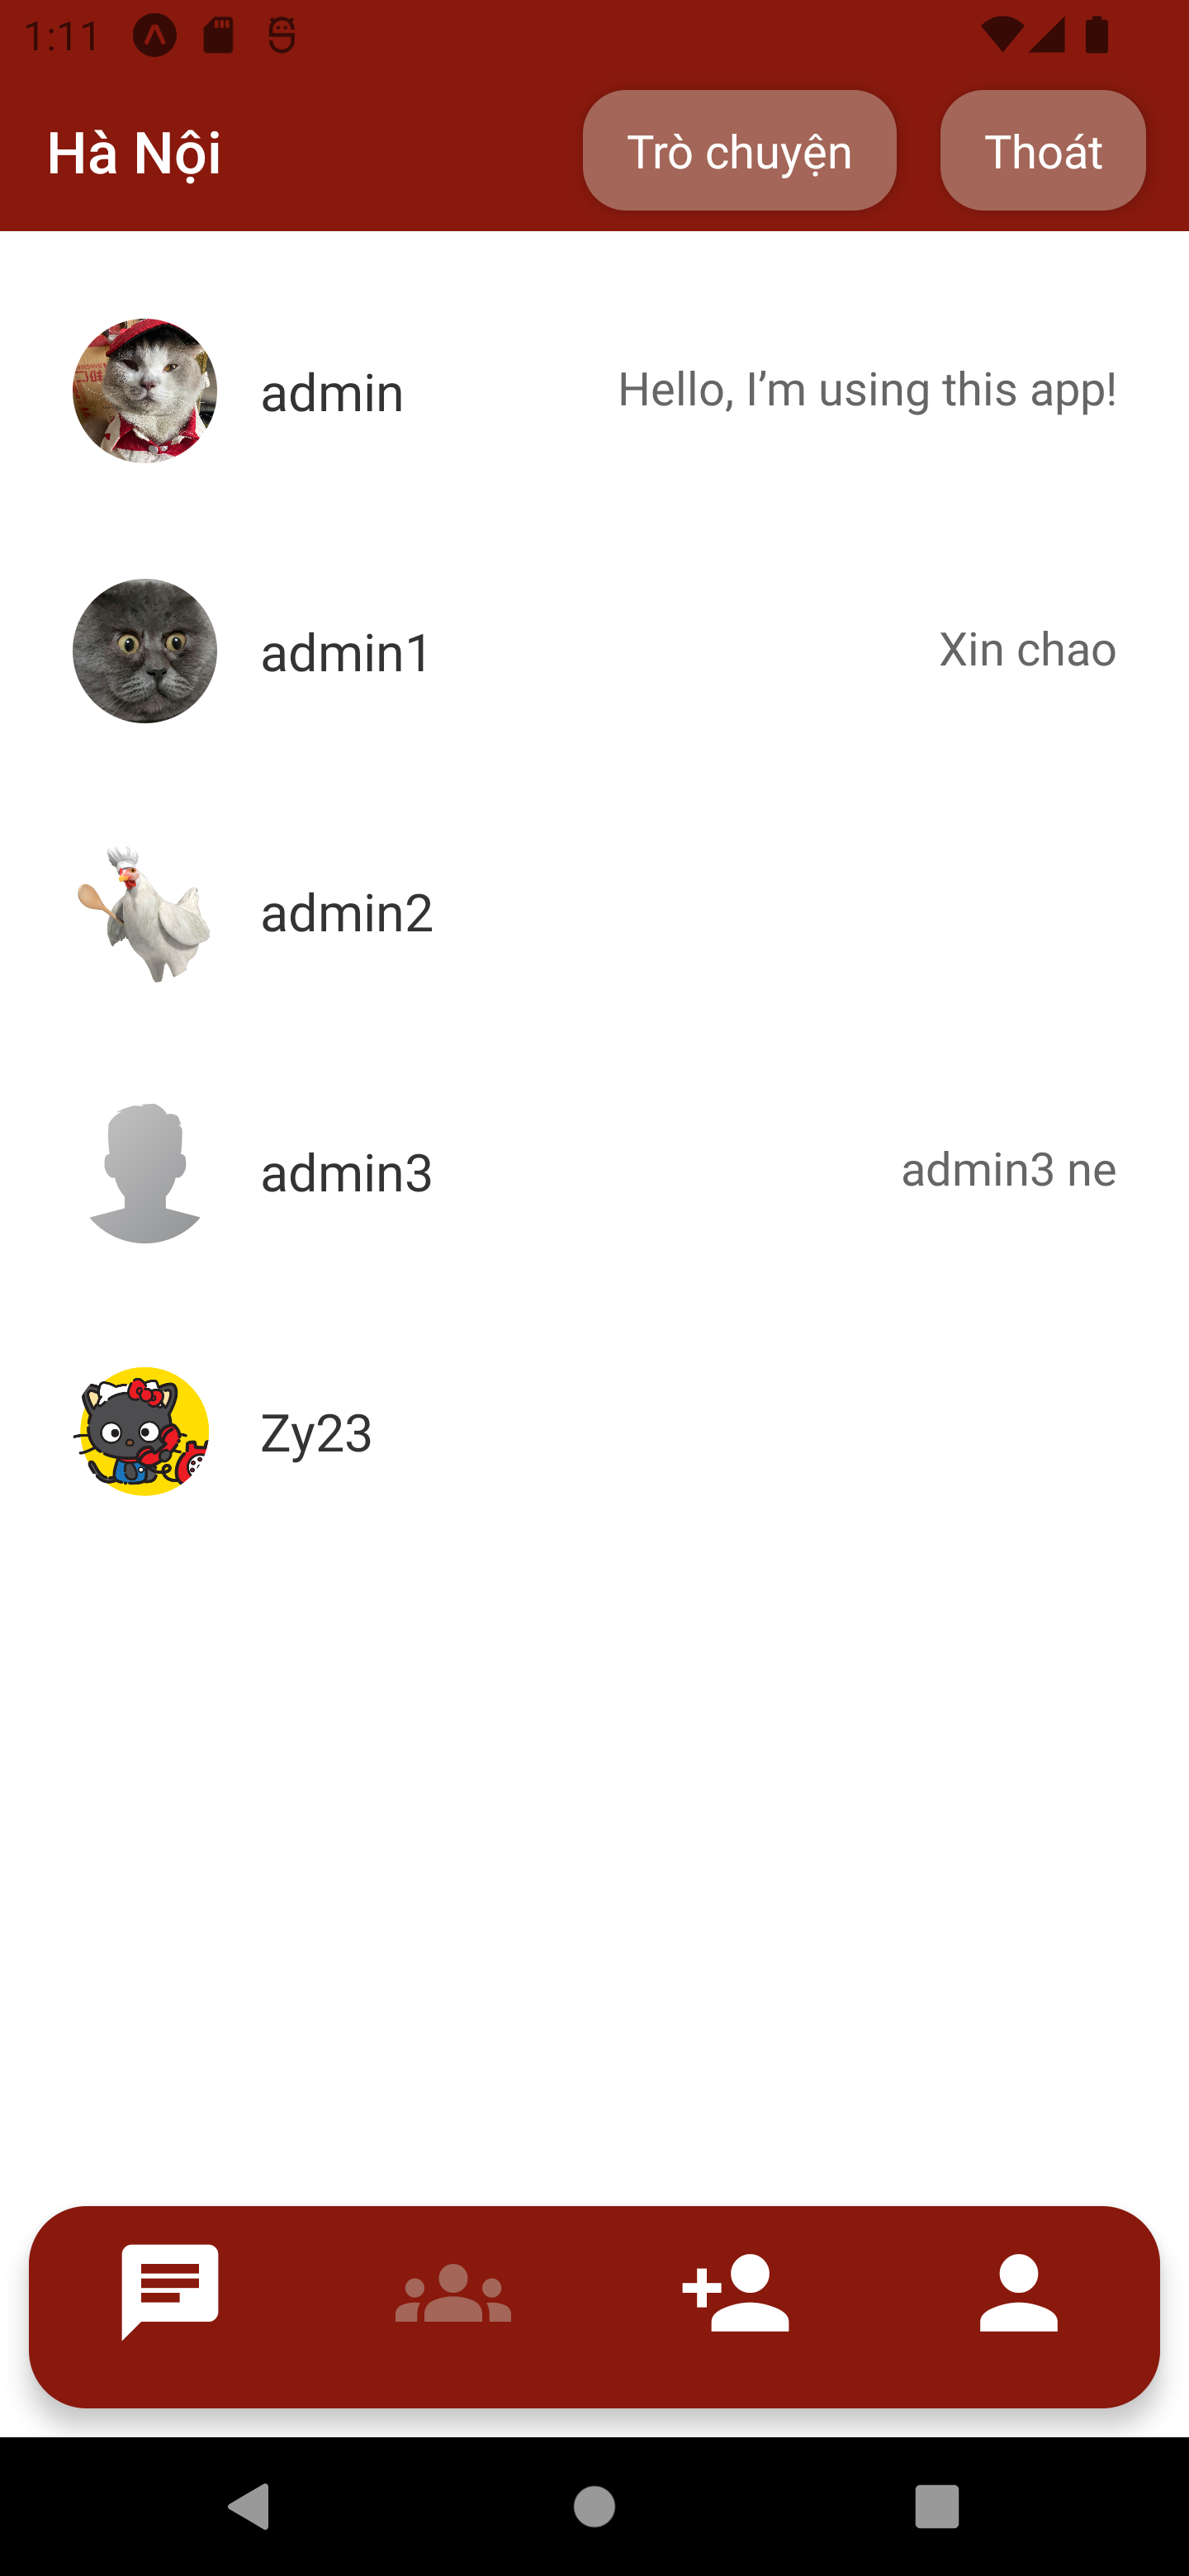 1:11
Hà Nội
Trò chuyện
Thoát
admin
Hello, I’m using this app!
admin1
Xin chao
admin2
admin3
admin3 ne
Zy23